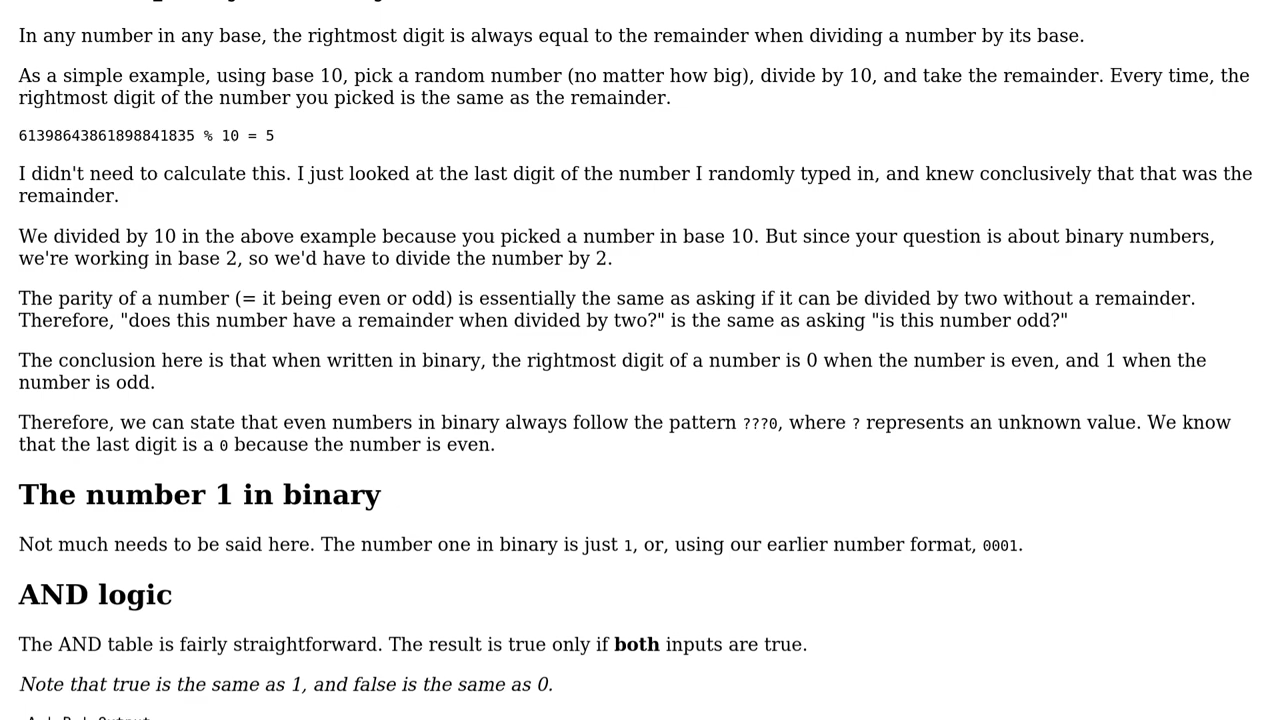 In any number in any base, the rightmost digit is always equal to the remainder when dividing a number by its base.
As a simple example, using base 10, pick a random number (no matter how big), divide by 10, and take the remainder. Every time, the
rightmost digit of the number you picked is the same as the remainder.
61398643861898841835 % 10 = 5
I didn't need to calculate this. I just looked at the last digit of the number I randomly typed in, and knew conclusively that that was the
remainder.
We divided by 10 in the above example because you picked a number in base 10. But since your question is about binary numbers,
we're working in base 2, so we'd have to divide the number by 2.
The parity of a number (= it being even or odd) is essentially the same as asking if it can be divided by two without a remainder.
Therefore, "does this number have a remainder when divided by two?" is the same as asking "is this number odd?"
The conclusion here is that when written in binary, the rightmost digit of a number is 0 when the number is even, and 1 when the
number is odd.
Therefore, we can state that even numbers in binary always follow the pattern ???0, where ? represents an unknown value. We know
that the last digit is a 0 because the number is even.
The number 1 in binary
Not much needs to be said here. The number one in binary is just 1, or, using our earlier number format, 0001.
AND logic
The AND table is fairly straightforward. The result is true only if both inputs are true.
Note that true is the same as 1, and false is the same as 0.